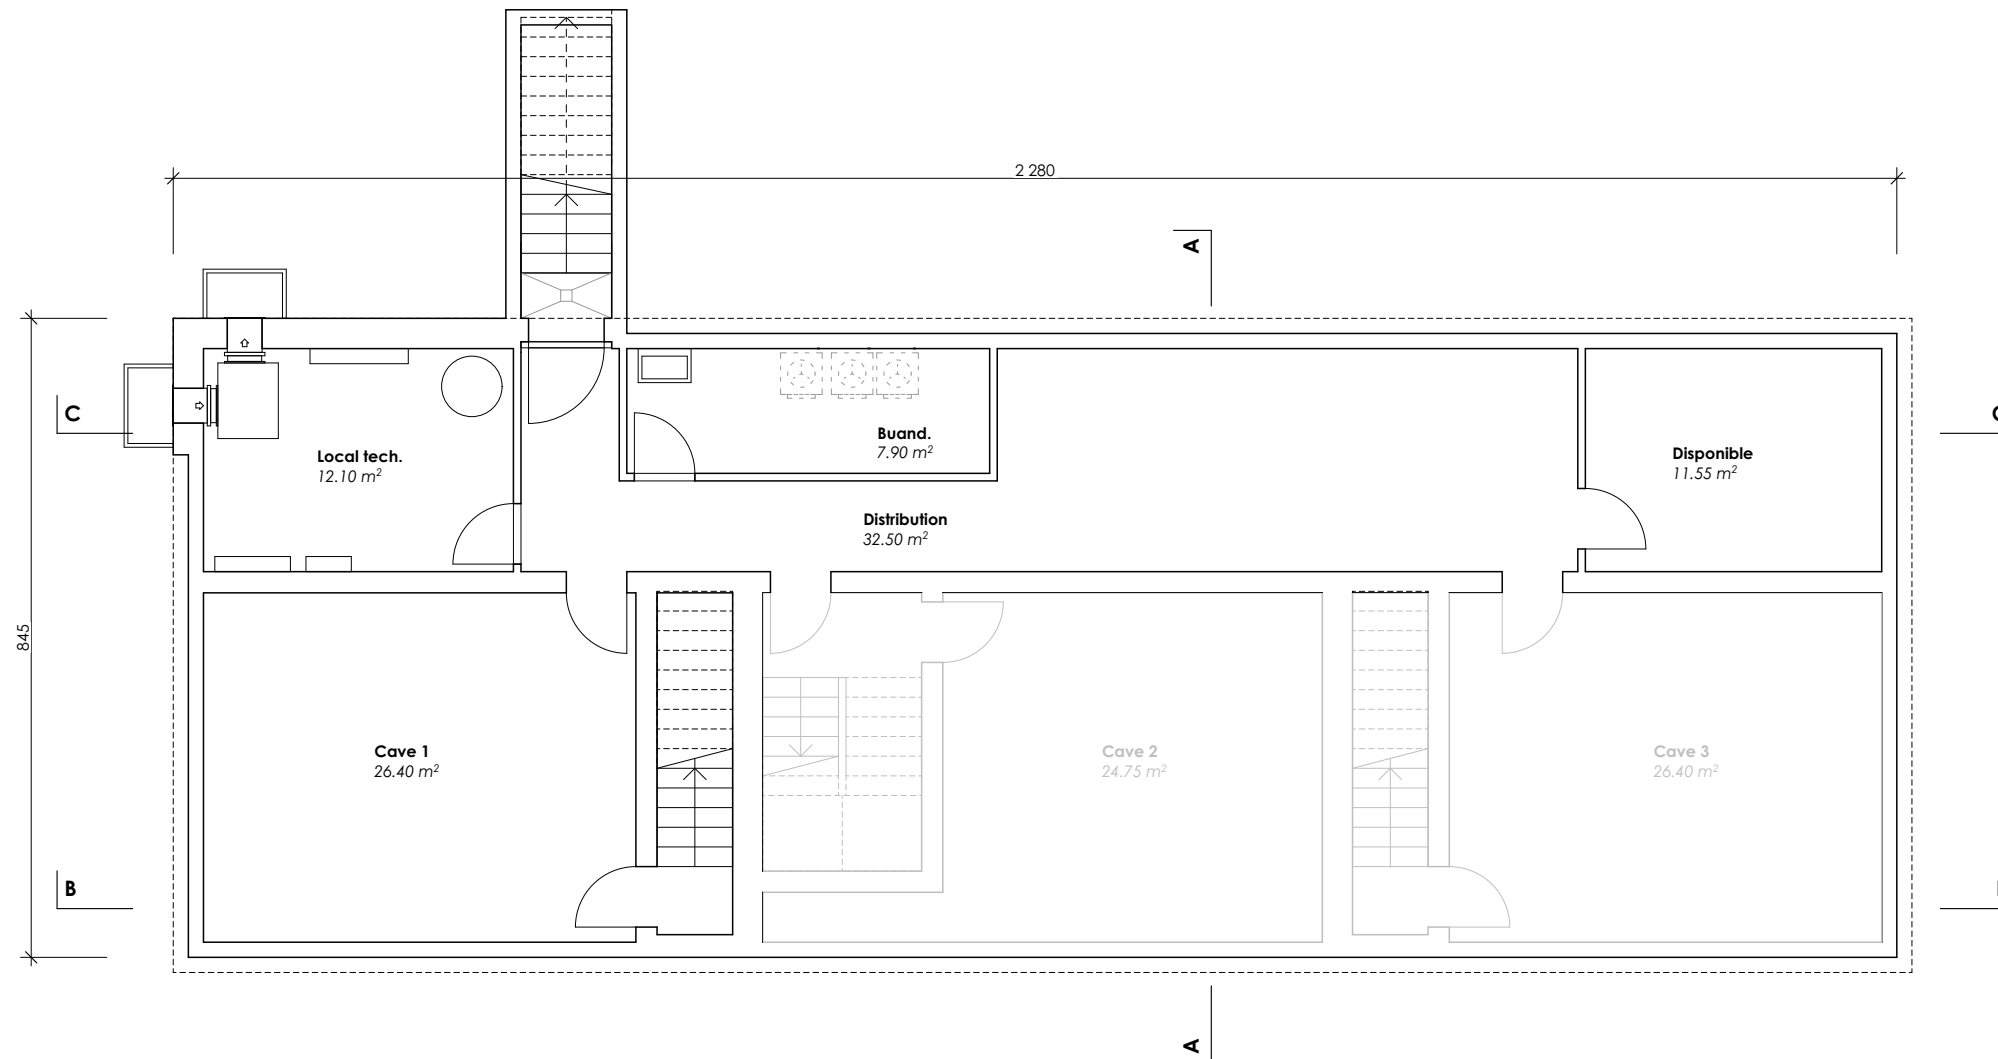 2 280
A
C
C
Buand.
7.90 m²
Local tech.
12.10 m²
Disponible
11.55 m²
Distribution
32.50 m²
845
Cave 1
26.40 m²
Cave 2
24.75 m²
Cave 3
26.40 m²
B
A